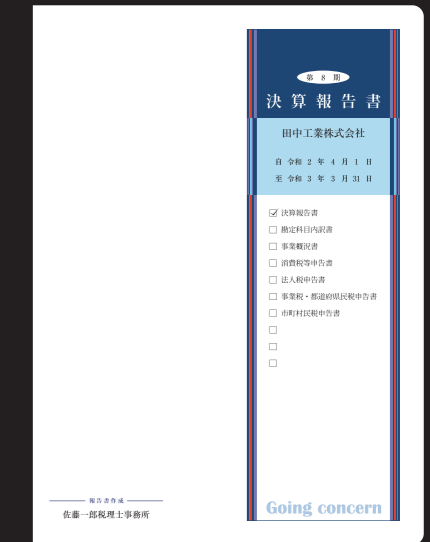 第 8 期
決算報告書
田中工業株式会社
自 令和 2 年 4 月 1 日
至 令和 3 年 3 月 31 日
☑ 決算報告書
□ 勘定科目内訳書
□ 事業概況書
□ 消費税等申告書
□ 法人税申告書
□ 事業税・都道府県民税申告書
□ 市町村民税申告書
□
□
□
Going concern
報告書作成
佐藤一郎税理士事務所